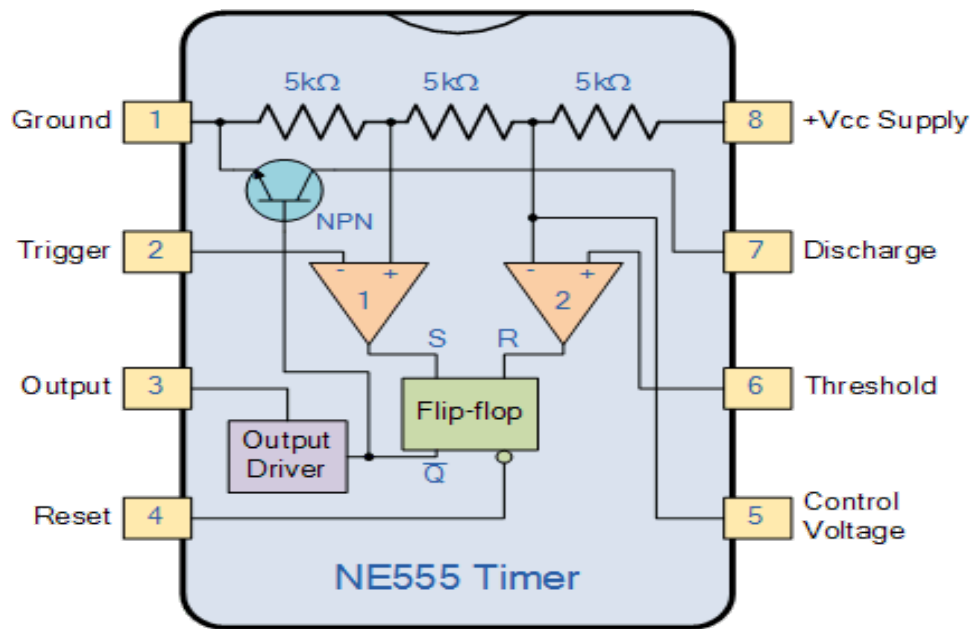 5kΩ 5kΩ 5kΩ
Ground 1
8 +Vcc Supply
NPN
Trigger 2
7 Discharge
- +
- +
1
2
S R
Output 3
6 Threshold
Flip-flop
Output
Driver
Q̅
Reset 4
5 Control
Voltage
NE555 Timer